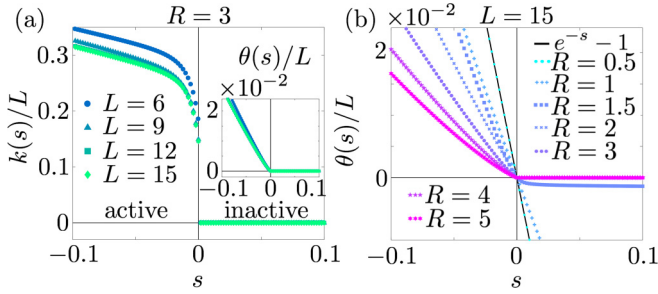 (a) R = 3
k(s)/L
0.3
0.2
0.1
0
L = 6
L = 9
L = 12
L = 15
active
inactive
θ(s)/L
×10⁻²
2
0
−0.1 0 0.1
−0.1 0 0.1
s
(b) ×10⁻² L = 15
θ(s)/L
2
0
e⁻ˢ − 1
R = 0.5
R = 1
R = 1.5
R = 2
R = 3
R = 4
R = 5
−0.1 0 0.1
s